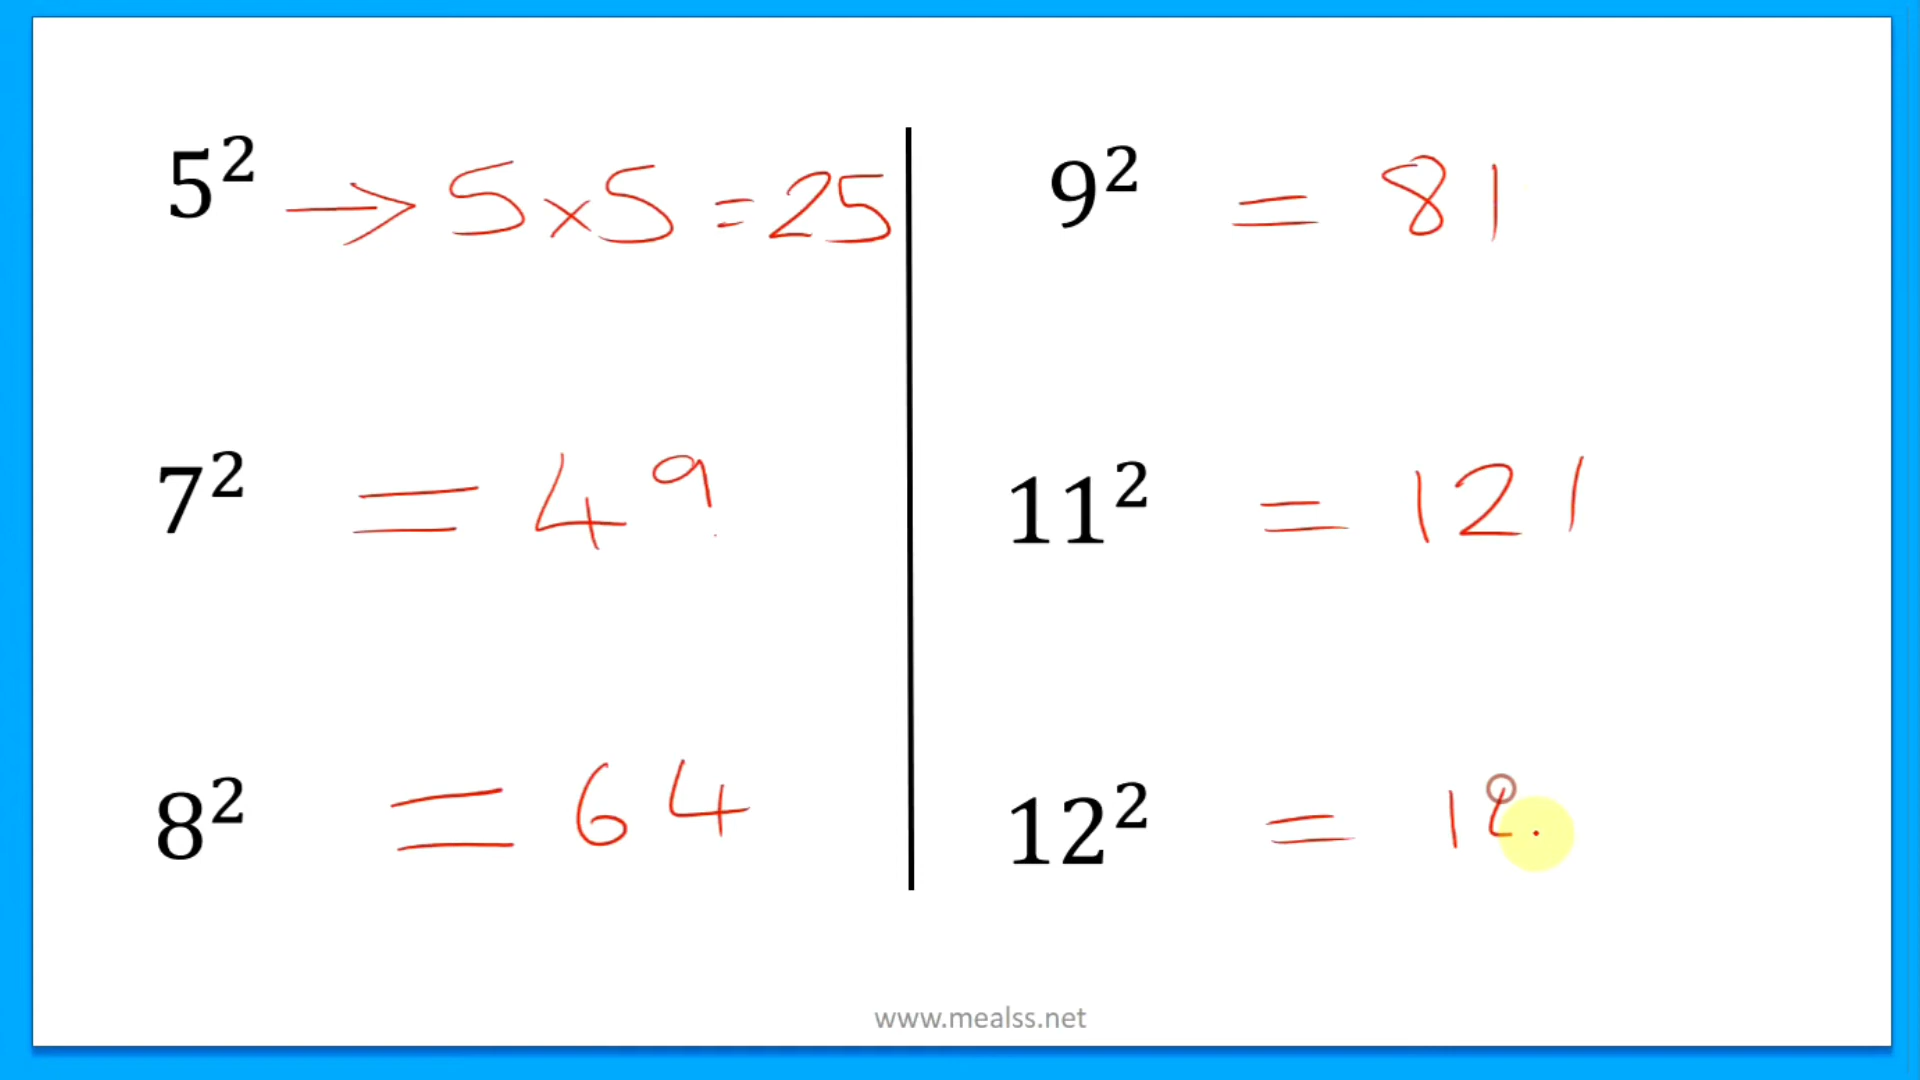 5² → 5 × 5 = 25
7² = 49
8² = 64
9² = 81
11² = 121
12² = 1
www.mealss.net